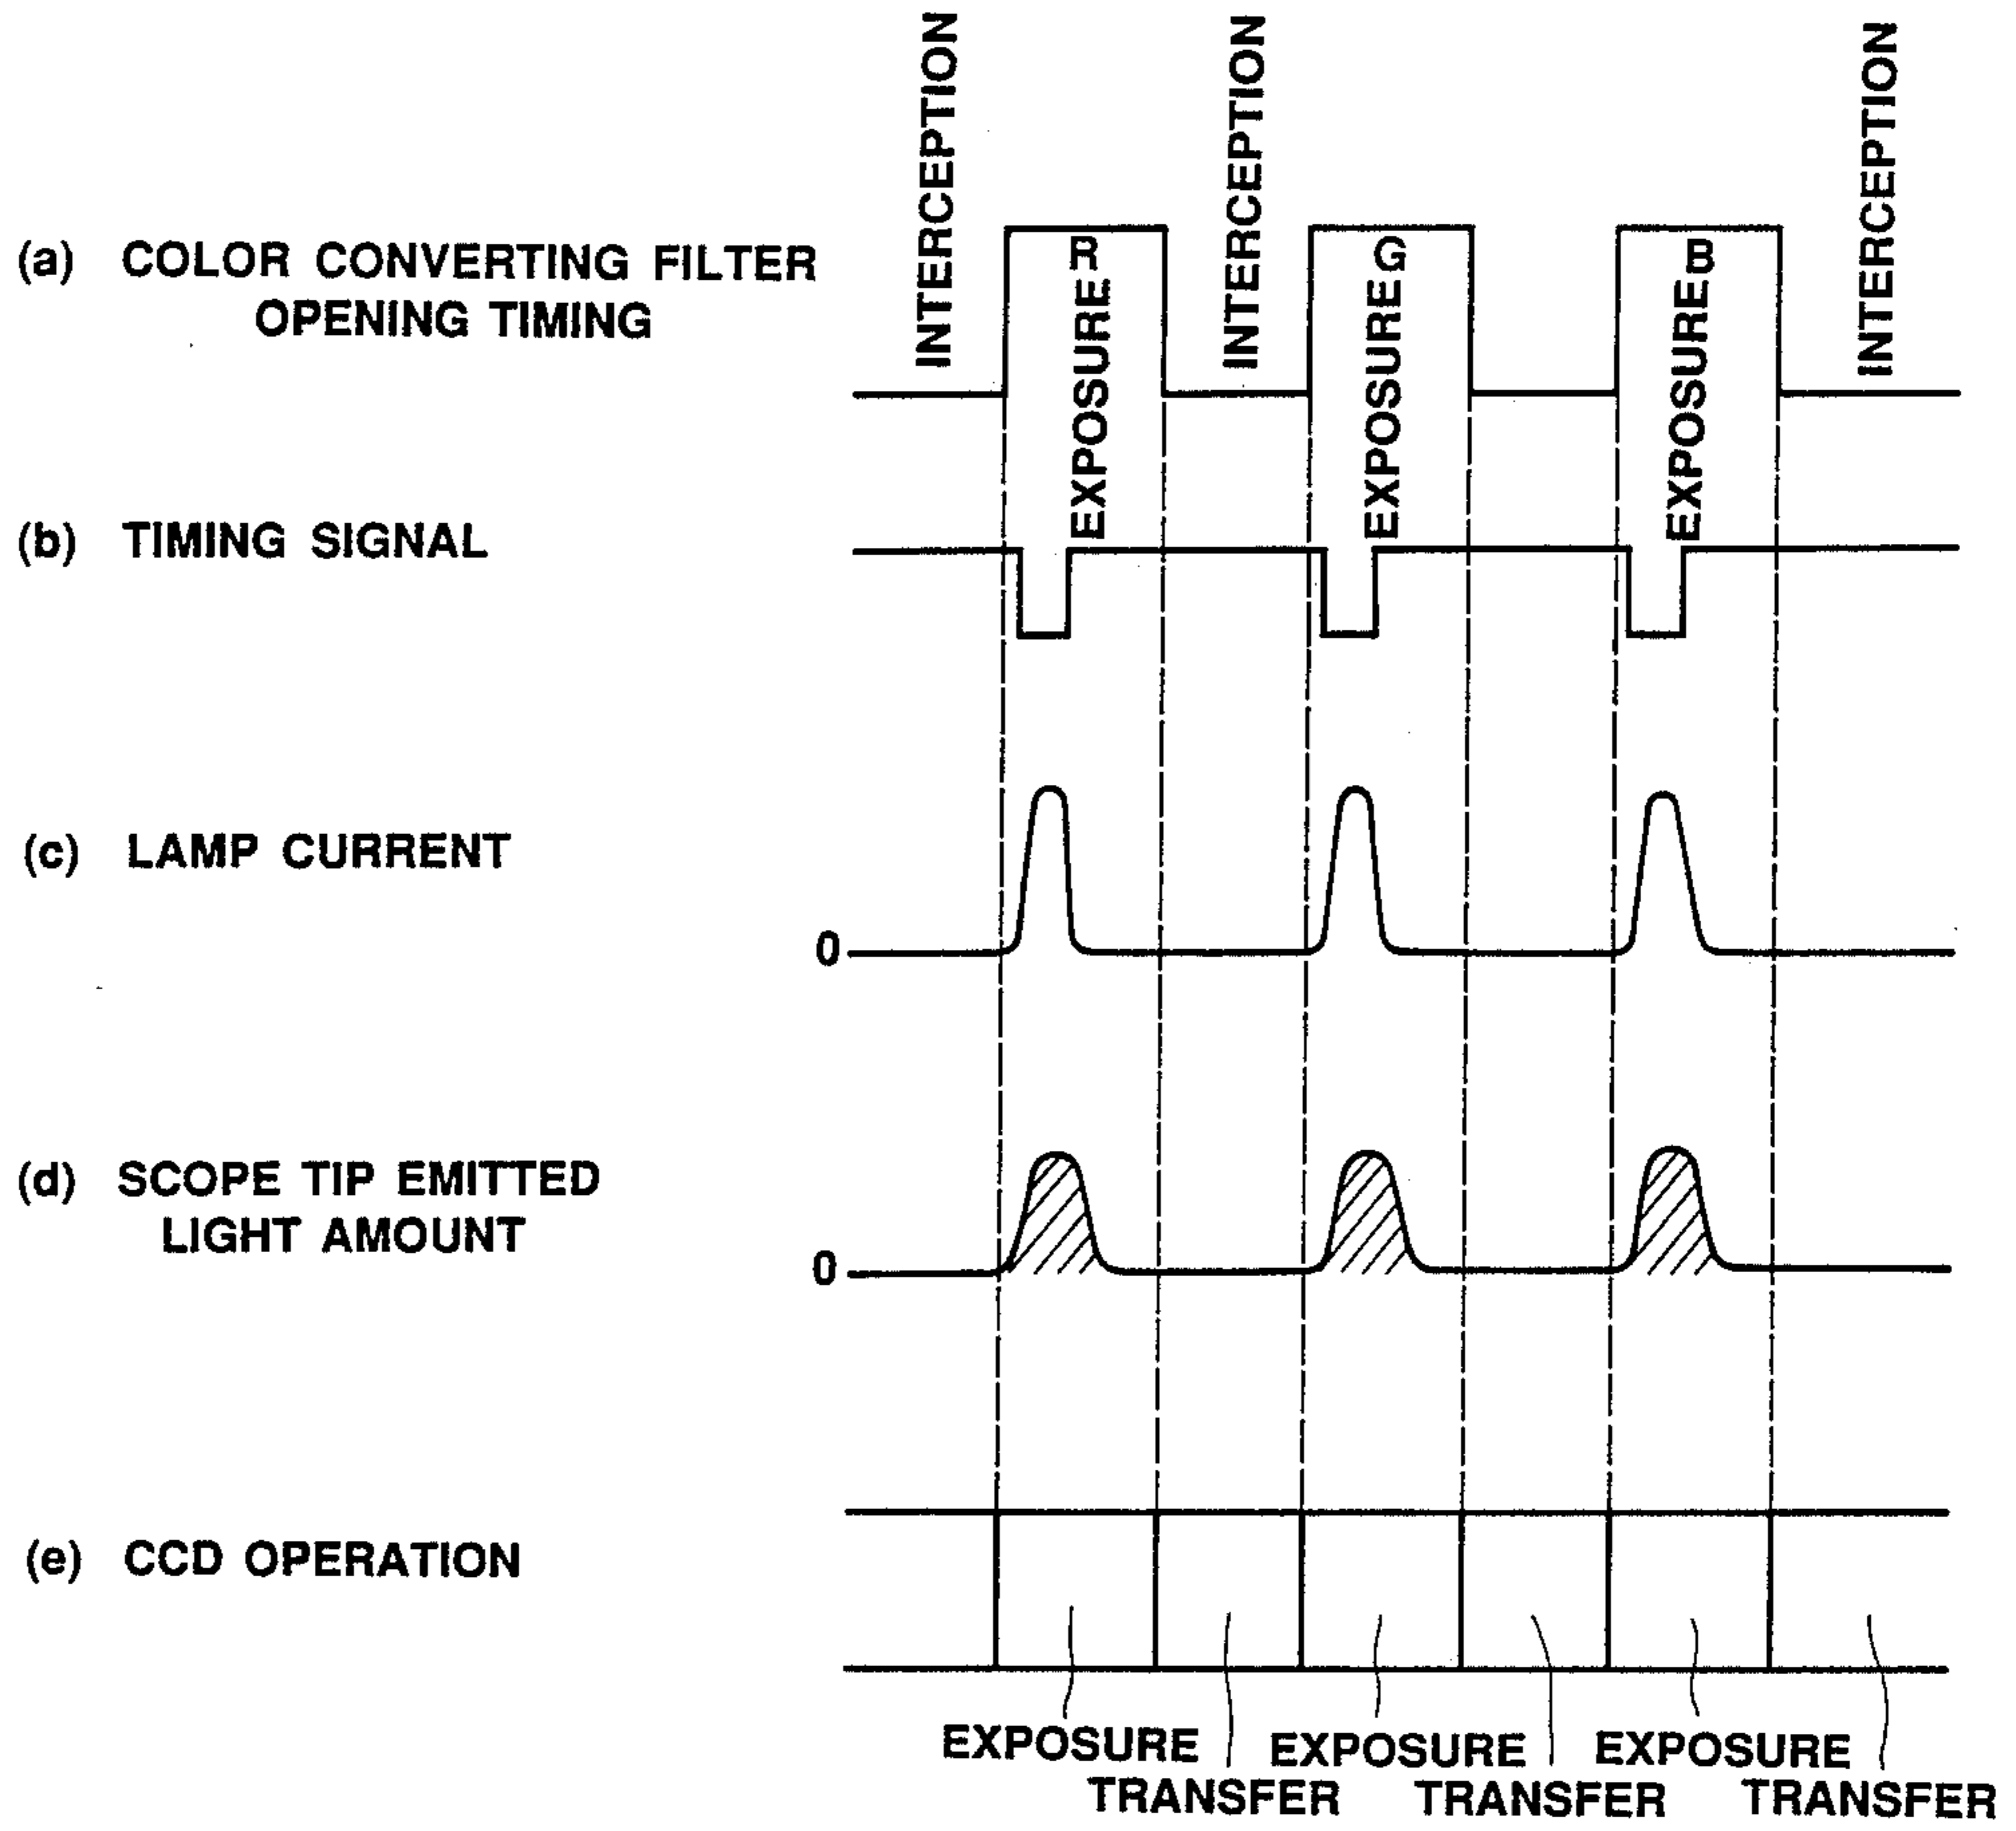 INTERCEPTION
INTERCEPTION
INTERCEPTION
(a) COLOR CONVERTING FILTER
OPENING TIMING
R
EXPOSURE
G
EXPOSURE
B
EXPOSURE
(b) TIMING SIGNAL
(c) LAMP CURRENT
0
(d) SCOPE TIP EMITTED
LIGHT AMOUNT
0
(e) CCD OPERATION
EXPOSURE
EXPOSURE
EXPOSURE
TRANSFER
TRANSFER
TRANSFER